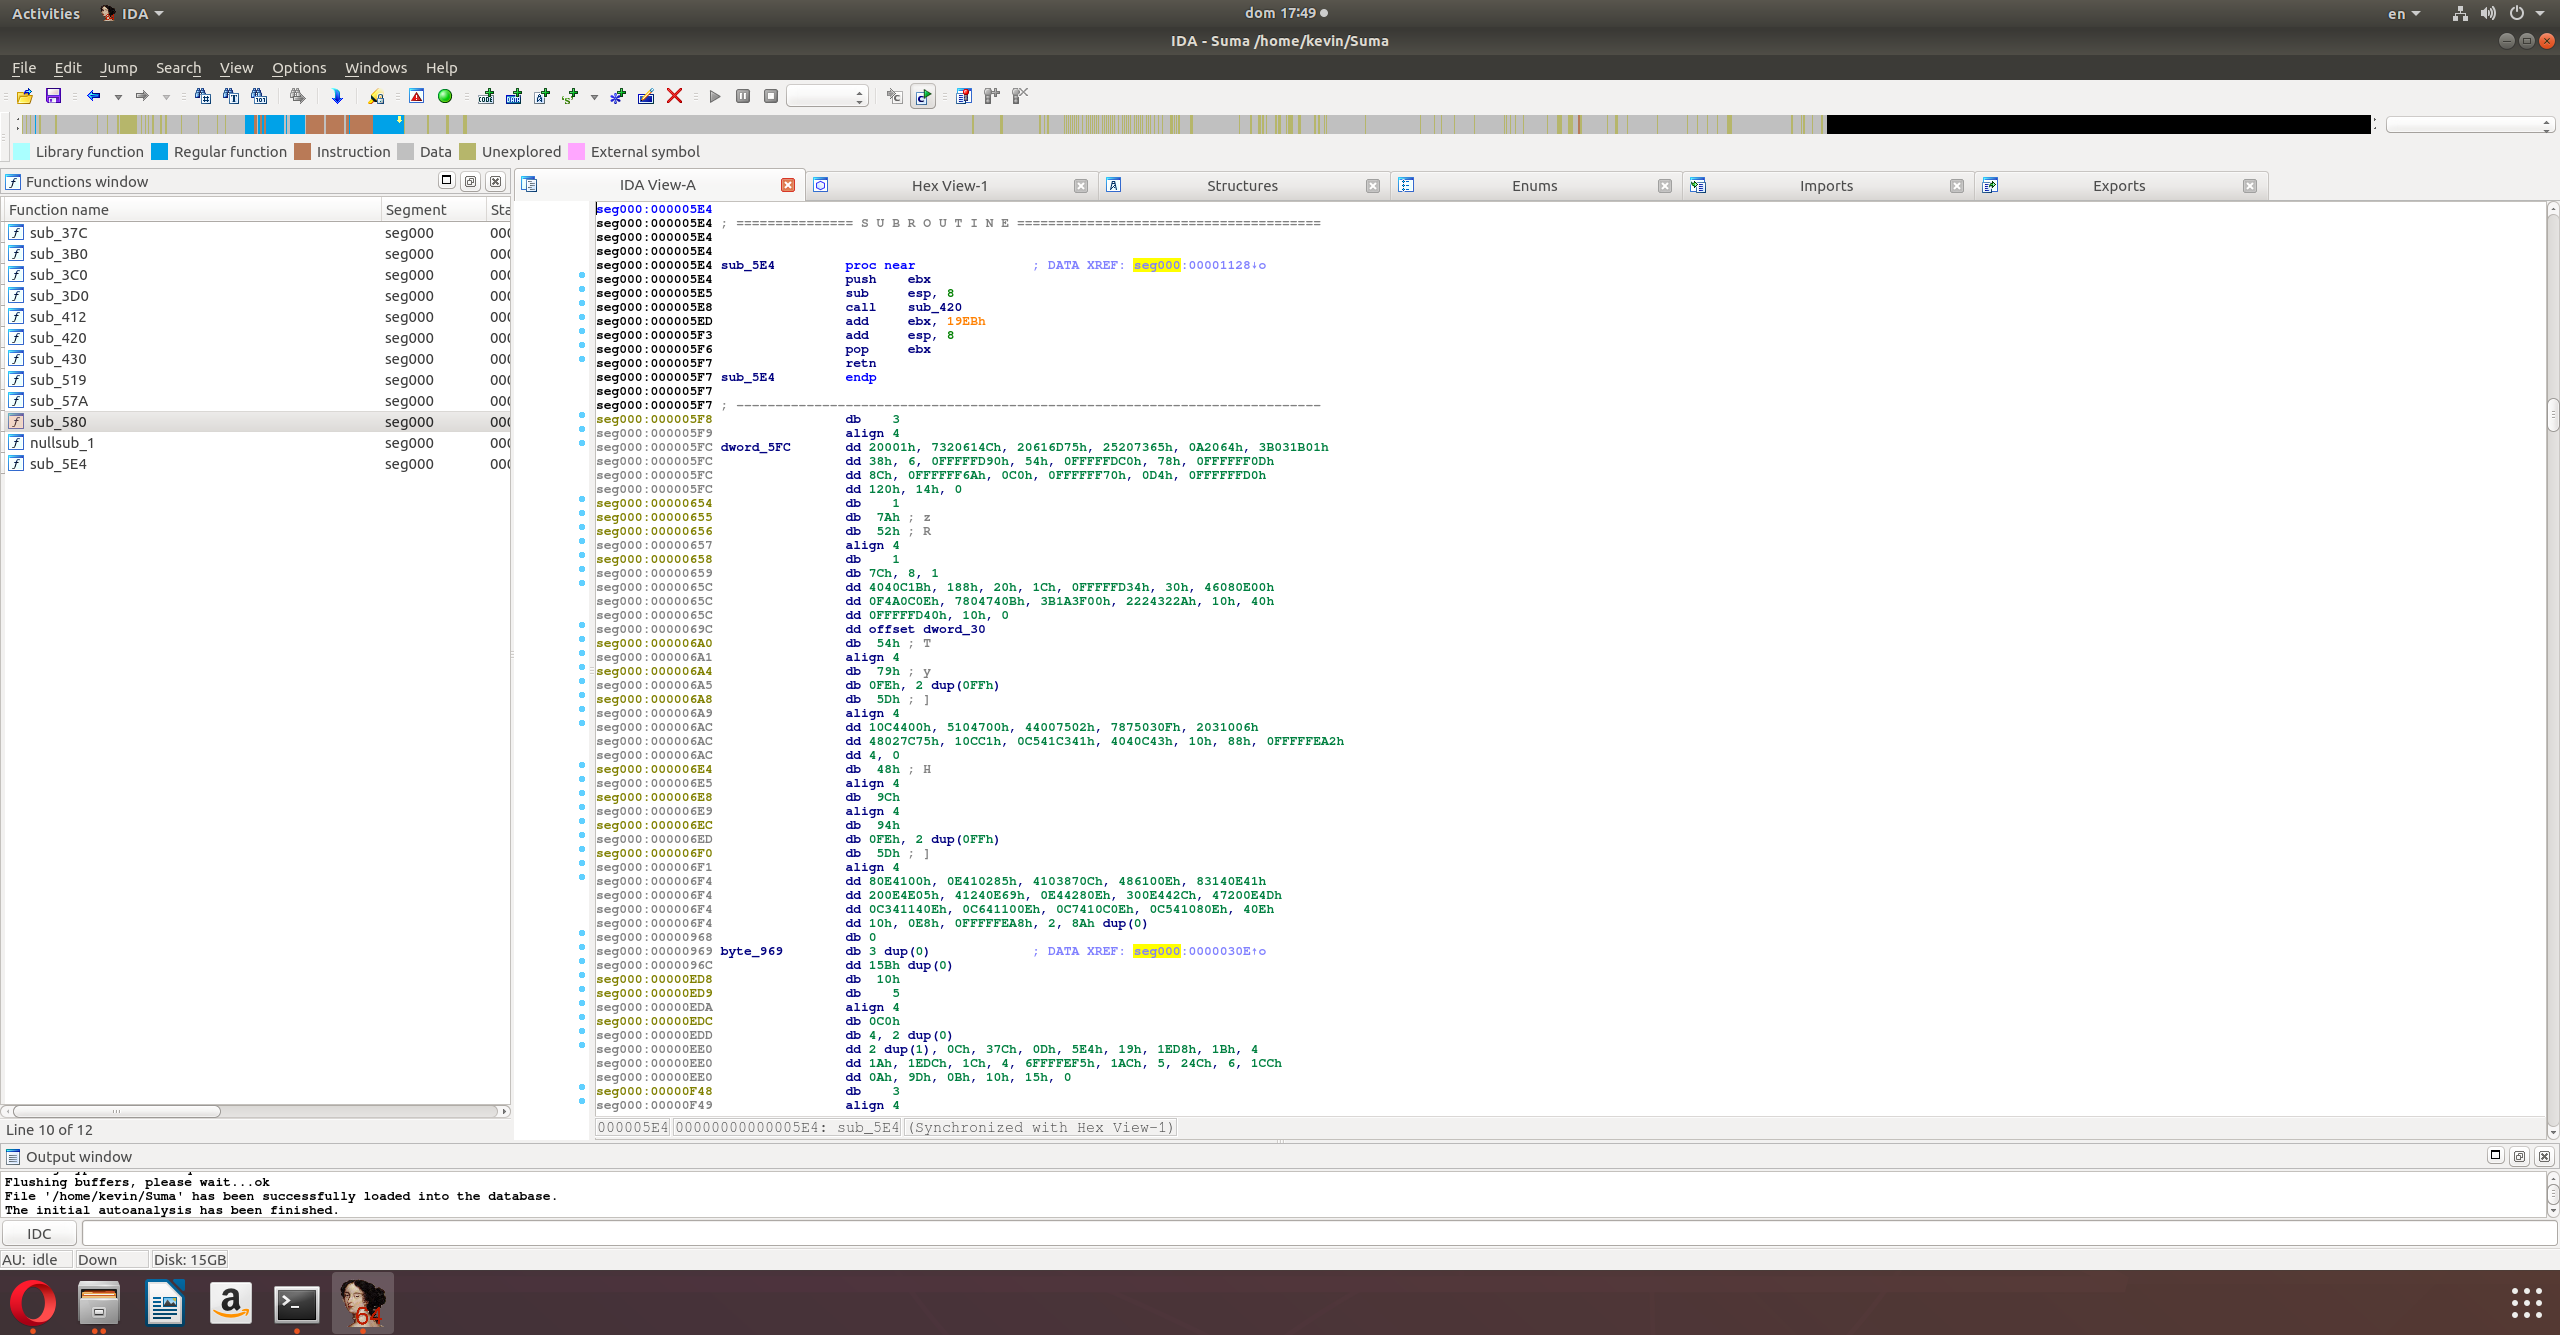 Activities IDA dom 17:49 en
IDA - Suma /home/kevin/Suma
File Edit Jump Search View Options Windows Help
Library function Regular function Instruction Data Unexplored External symbol
Functions window
Function name Segment Sta
sub_37C seg000 000
sub_3B0 seg000 000
sub_3C0 seg000 000
sub_3D0 seg000 000
sub_412 seg000 000
sub_420 seg000 000
sub_430 seg000 000
sub_519 seg000 000
sub_57A seg000 000
sub_580 seg000 000
nullsub_1 seg000 000
sub_5E4 seg000 000
Line 10 of 12
IDA View-A Hex View-1 Structures Enums Imports Exports
seg000:000005E4
seg000:000005E4 ; =============== S U B R O U T I N E =======================================
seg000:000005E4
seg000:000005E4
seg000:000005E4 sub_5E4 proc near ; DATA XREF: seg000:00001128↓o
seg000:000005E4 push ebx
seg000:000005E5 sub esp, 8
seg000:000005E8 call sub_420
seg000:000005ED add ebx, 19EBh
seg000:000005F3 add esp, 8
seg000:000005F6 pop ebx
seg000:000005F7 retn
seg000:000005F7 sub_5E4 endp
seg000:000005F7
seg000:000005F7 ; ---------------------------------------------------------------------------
seg000:000005F8 db 3
seg000:000005F9 align 4
seg000:000005FC dword_5FC dd 20001h, 7320614Ch, 20616D75h, 25207365h, 0A2064h, 3B031B01h
seg000:000005FC dd 38h, 6, 0FFFFFD90h, 54h, 0FFFFFDC0h, 78h, 0FFFFFF0Dh
seg000:000005FC dd 8Ch, 0FFFFFF6Ah, 0C0h, 0FFFFFF70h, 0D4h, 0FFFFFFD0h
seg000:000005FC dd 120h, 14h, 0
seg000:00000654 db 1
seg000:00000655 db 7Ah ; z
seg000:00000656 db 52h ; R
seg000:00000657 align 4
seg000:00000658 db 1
seg000:00000659 db 7Ch, 8, 1
seg000:0000065C dd 4040C1Bh, 188h, 20h, 1Ch, 0FFFFFD34h, 30h, 46080E00h
seg000:0000065C dd 0F4A0C0Eh, 7804740Bh, 3B1A3F00h, 2224322Ah, 10h, 40h
seg000:0000065C dd 0FFFFFD40h, 10h, 0
seg000:0000069C dd offset dword_30
seg000:000006A0 db 54h ; T
seg000:000006A1 align 4
seg000:000006A4 db 79h ; y
seg000:000006A5 db 0FEh, 2 dup(0FFh)
seg000:000006A8 db 5Dh ; ]
seg000:000006A9 align 4
seg000:000006AC dd 10C4400h, 5104700h, 44007502h, 7875030Fh, 2031006h
seg000:000006AC dd 48027C75h, 10CC1h, 0C541C341h, 4040C43h, 10h, 88h, 0FFFFFEA2h
seg000:000006AC dd 4, 0
seg000:000006E4 db 48h ; H
seg000:000006E5 align 4
seg000:000006E8 db 9Ch
seg000:000006E9 align 4
seg000:000006EC db 94h
seg000:000006ED db 0FEh, 2 dup(0FFh)
seg000:000006F0 db 5Dh ; ]
seg000:000006F1 align 4
seg000:000006F4 dd 80E4100h, 0E410285h, 4103870Ch, 486100Eh, 83140E41h
seg000:000006F4 dd 200E4E05h, 41240E69h, 0E44280Eh, 300E442Ch, 47200E4Dh
seg000:000006F4 dd 0C341140Eh, 0C641100Eh, 0C7410C0Eh, 0C541080Eh, 40Eh
seg000:000006F4 dd 10h, 0E8h, 0FFFFFEA8h, 2, 8Ah dup(0)
seg000:00000968 db 0
seg000:00000969 byte_969 db 3 dup(0) ; DATA XREF: seg000:0000030E↑o
seg000:0000096C dd 15Bh dup(0)
seg000:00000ED8 db 10h
seg000:00000ED9 db 5
seg000:00000EDA align 4
seg000:00000EDC db 0C0h
seg000:00000EDD db 4, 2 dup(0)
seg000:00000EE0 dd 2 dup(1), 0Ch, 37Ch, 0Dh, 5E4h, 19h, 1ED8h, 1Bh, 4
seg000:00000EE0 dd 1Ah, 1EDCh, 1Ch, 4, 6FFFFEF5h, 1ACh, 5, 24Ch, 6, 1CCh
seg000:00000EE0 dd 0Ah, 9Dh, 0Bh, 10h, 15h, 0
seg000:00000F48 db 3
seg000:00000F49 align 4
000005E4 00000000000005E4: sub_5E4 (Synchronized with Hex View-1)
Output window
Flushing buffers, please wait...ok
File '/home/kevin/Suma' has been successfully loaded into the database.
The initial autoanalysis has been finished.
IDC
AU: idle Down Disk: 15GB
a
64